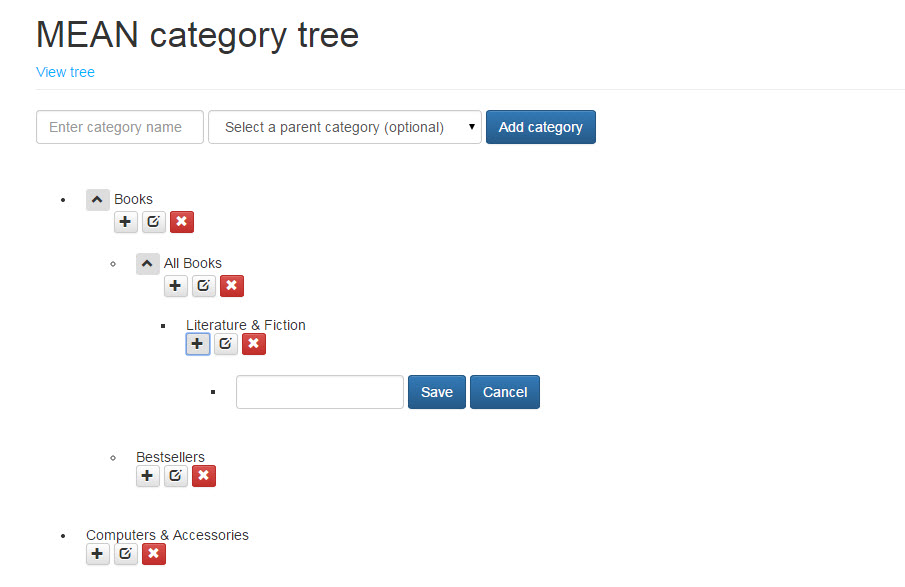 MEAN category tree
View tree
Enter category name Select a parent category (optional) Add category
Books
All Books
Literature & Fiction
Save Cancel
Bestsellers
Computers & Accessories